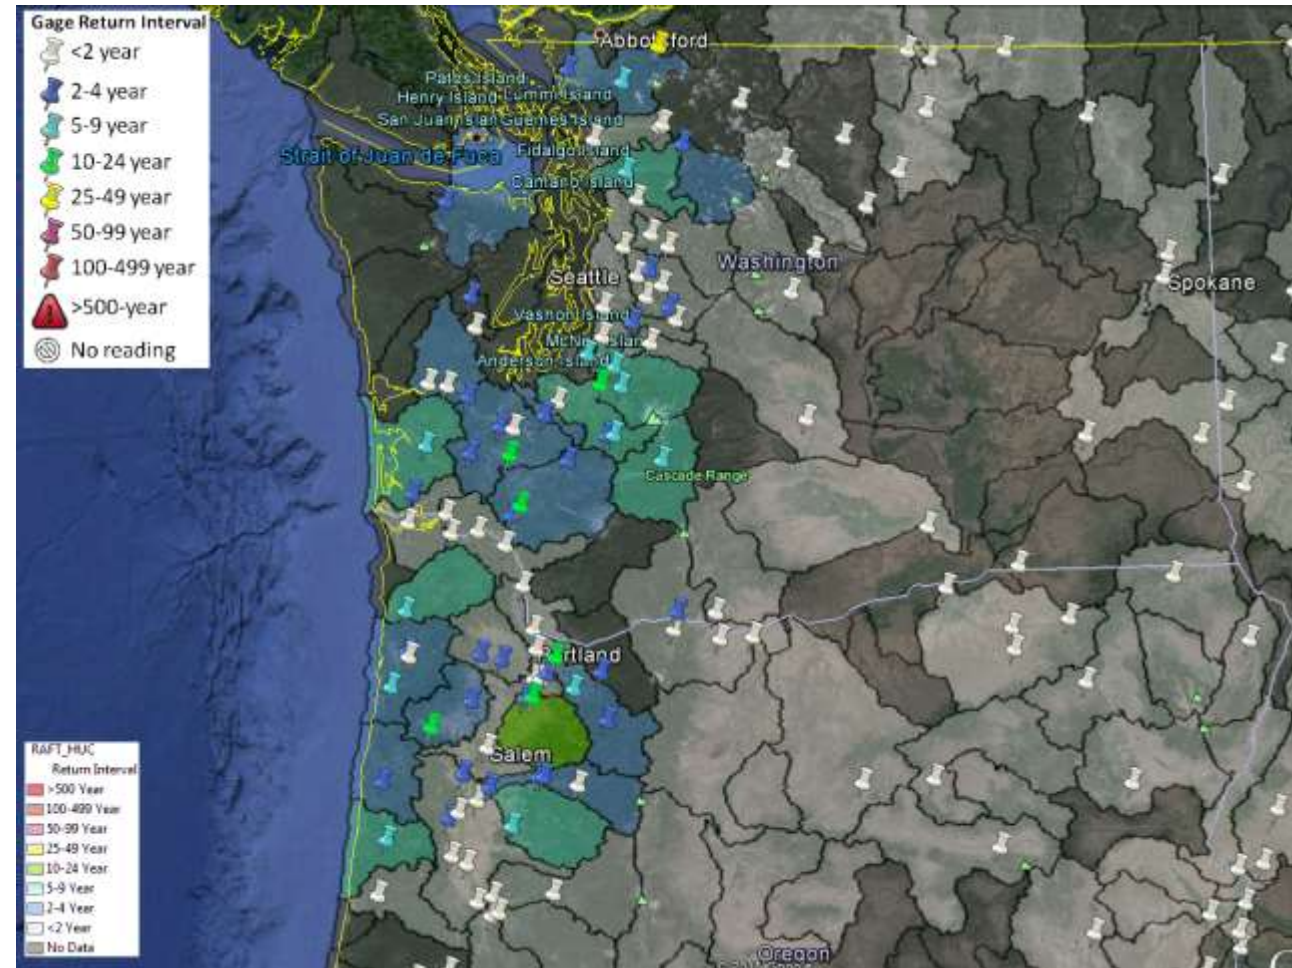 Gage Return Interval
<2 year
2-4 year
5-9 year
10-24 year
25-49 year
50-99 year
100-499 year
>500-year
No reading
Abbotsford
Patos Island
Henry Island
Lummi Island
San Juan Islan
Guemes Island
Strait of Juan de Fuca
Fidalgo Island
Camano Island
Washington
Seattle
Spokane
Vashon Island
McNeil Islan
Anderson Island
Cascade Range
Portland
Salem
Oregon
RAFT_HUC
Return Interval
>500 Year
100-499 Year
50-99 Year
25-49 Year
10-24 Year
5-9 Year
2-4 Year
<2 Year
No Data